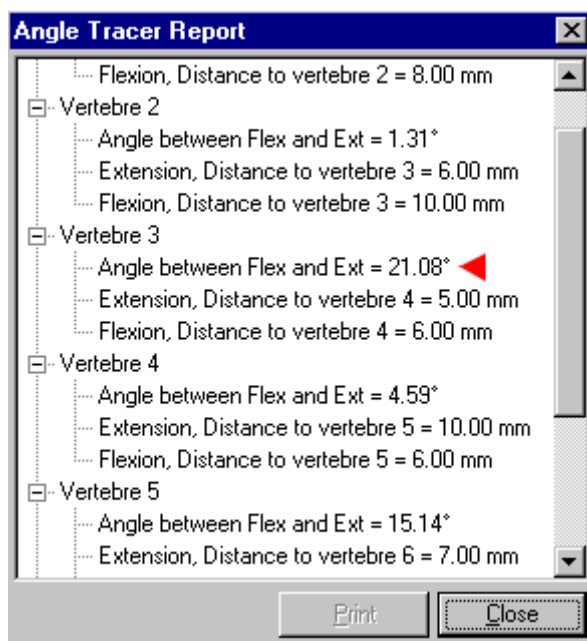 Angle Tracer Report
Flexion, Distance to vertebre 2 = 8.00 mm
Vertebre 2
Angle between Flex and Ext = 1.31°
Extension, Distance to vertebre 3 = 6.00 mm
Flexion, Distance to vertebre 3 = 10.00 mm
Vertebre 3
Angle between Flex and Ext = 21.08°
Extension, Distance to vertebre 4 = 5.00 mm
Flexion, Distance to vertebre 4 = 6.00 mm
Vertebre 4
Angle between Flex and Ext = 4.59°
Extension, Distance to vertebre 5 = 10.00 mm
Flexion, Distance to vertebre 5 = 6.00 mm
Vertebre 5
Angle between Flex and Ext = 15.14°
Extension, Distance to vertebre 6 = 7.00 mm
Print Close